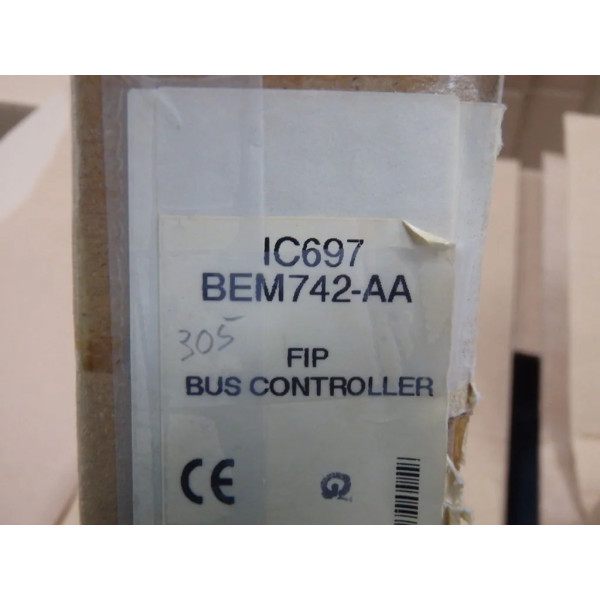 IC697
BEM742-AA
305
FIP
BUS CONTROLLER
CE